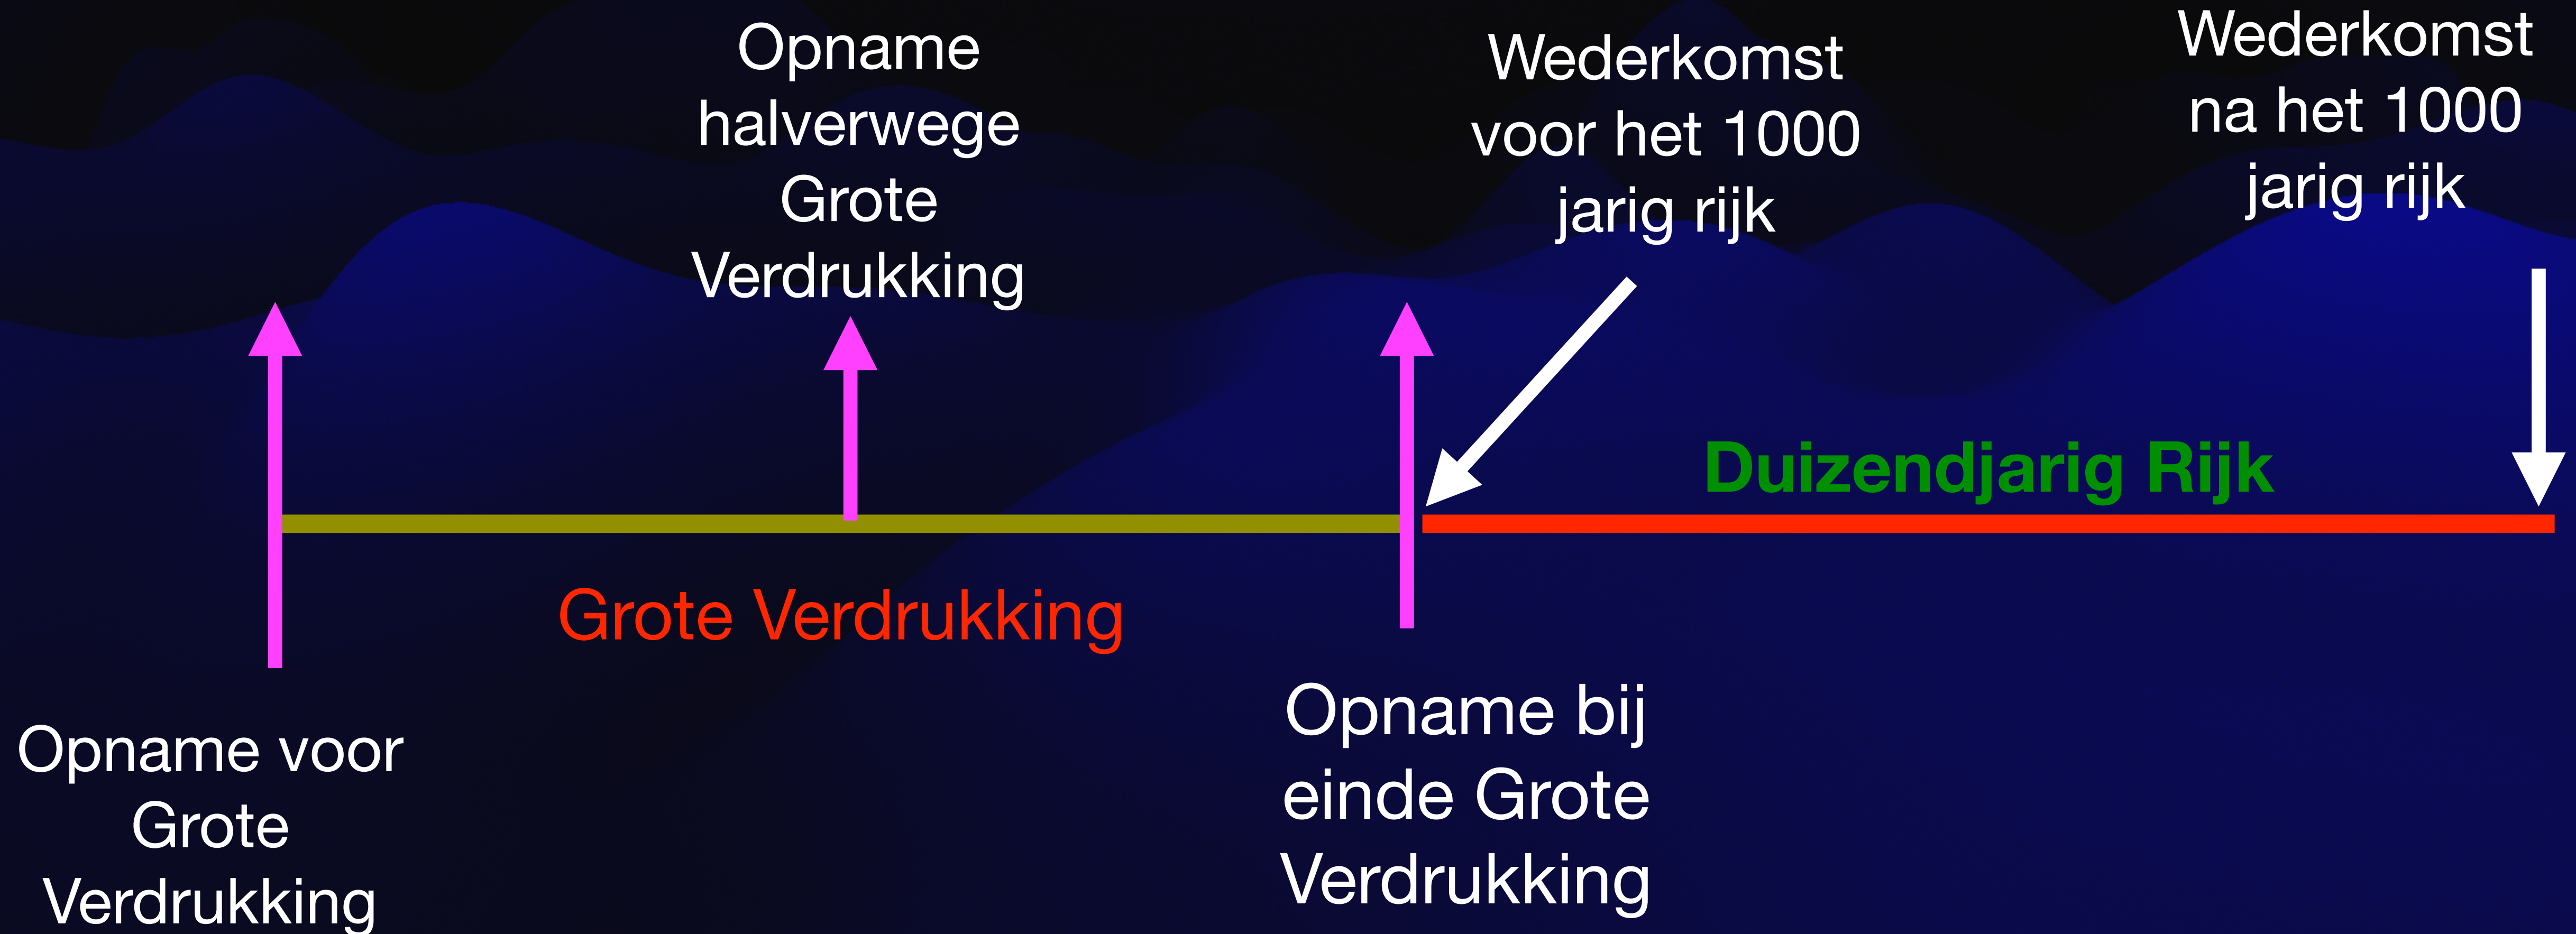 Opname
halverwege
Grote
Verdrukking
Wederkomst
voor het 1000
jarig rijk
Wederkomst
na het 1000
jarig rijk
Duizendjarig Rijk
Grote Verdrukking
Opname voor
Grote
Verdrukking
Opname bij
einde Grote
Verdrukking